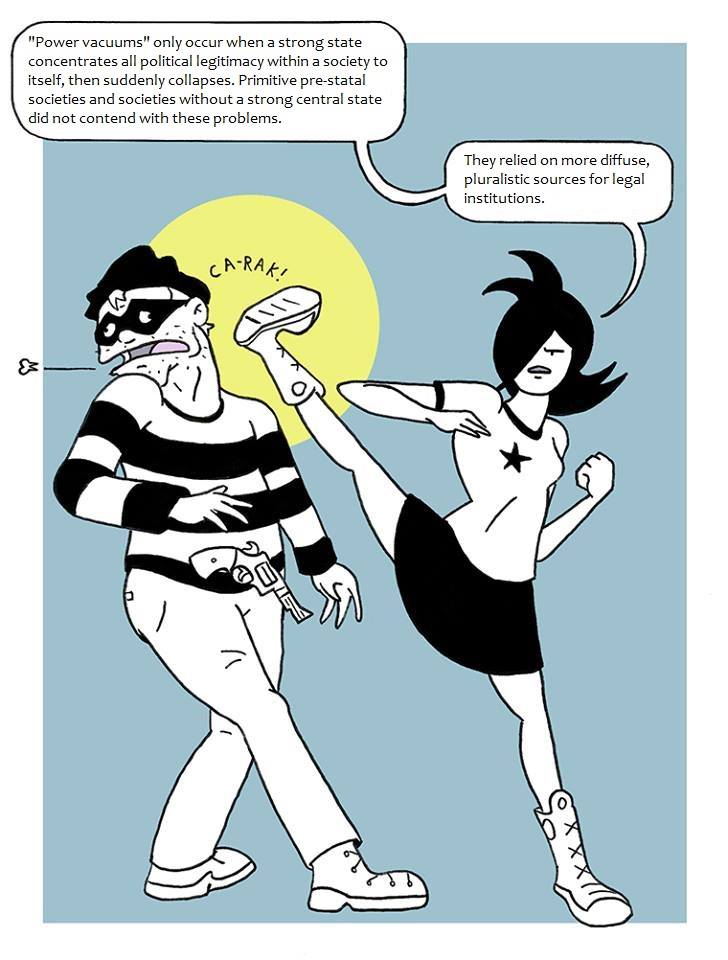 "Power vacuums" only occur when a strong state
concentrates all political legitimacy within a society to
itself, then suddenly collapses. Primitive pre-statal
societies and societies without a strong central state
did not contend with these problems.
They relied on more diffuse,
pluralistic sources for legal
institutions.
CA-RAK!